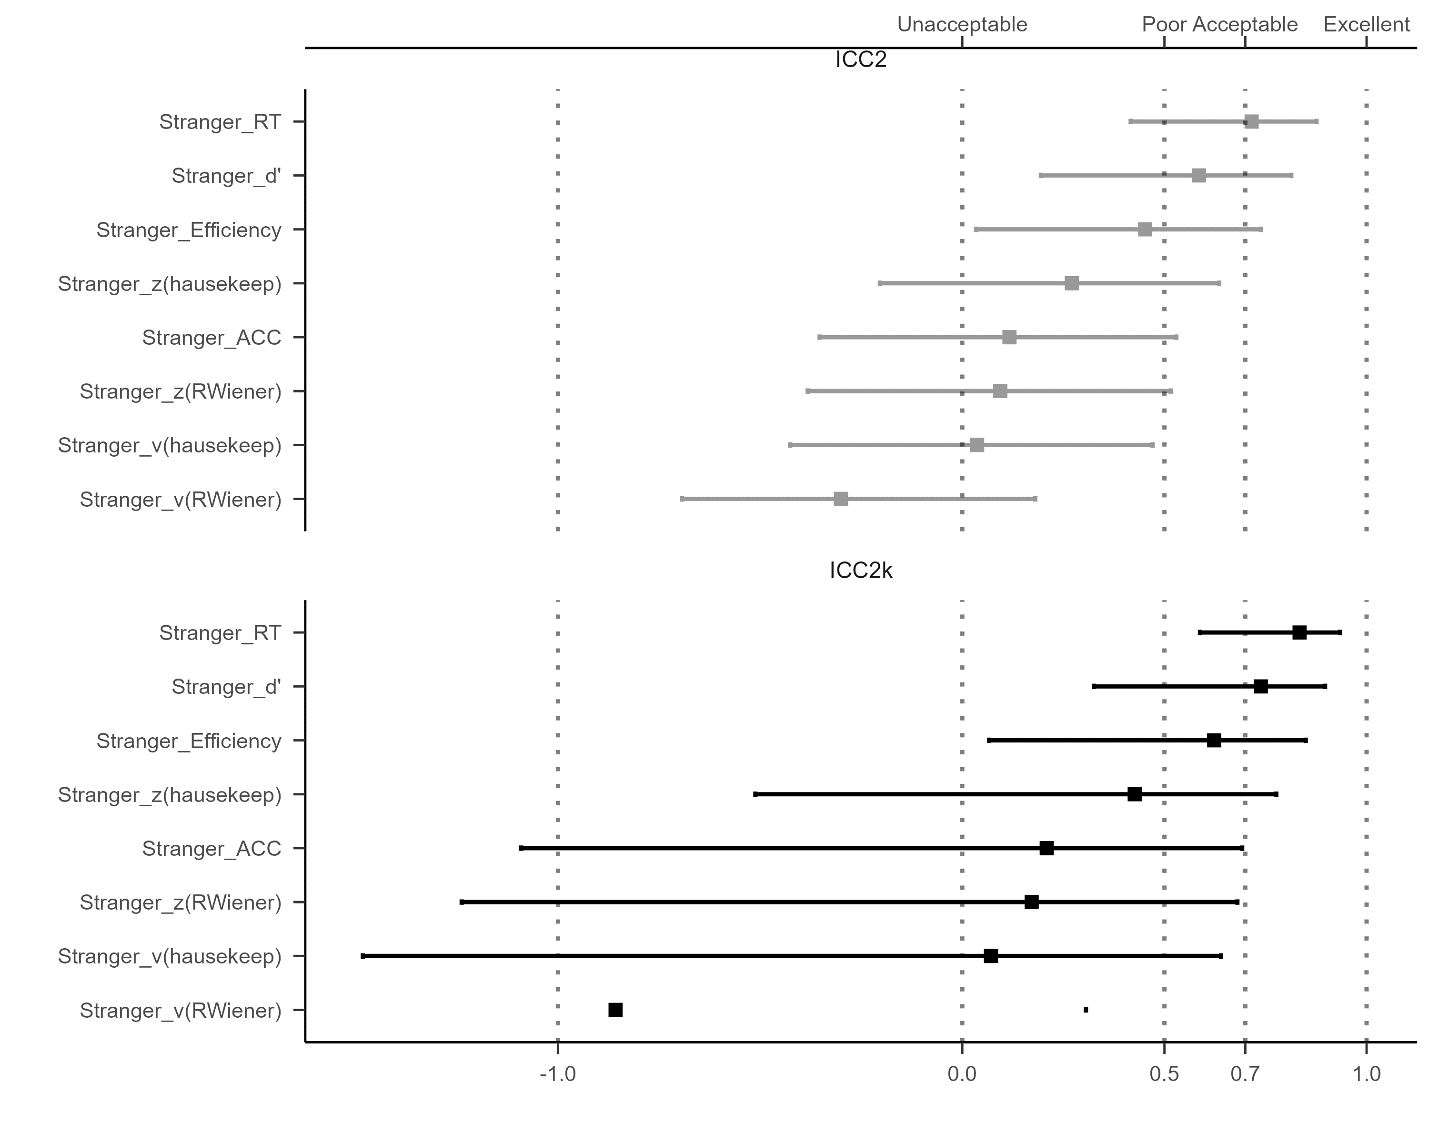 Unacceptable Poor Acceptable Excellent
ICC2
Stranger_RT
Stranger_d'
Stranger_Efficiency
Stranger_z(hausekeep)
Stranger_ACC
Stranger_z(RWiener)
Stranger_v(hausekeep)
Stranger_v(RWiener)
ICC2k
Stranger_RT
Stranger_d'
Stranger_Efficiency
Stranger_z(hausekeep)
Stranger_ACC
Stranger_z(RWiener)
Stranger_v(hausekeep)
Stranger_v(RWiener)
-1.0 0.0 0.5 0.7 1.0